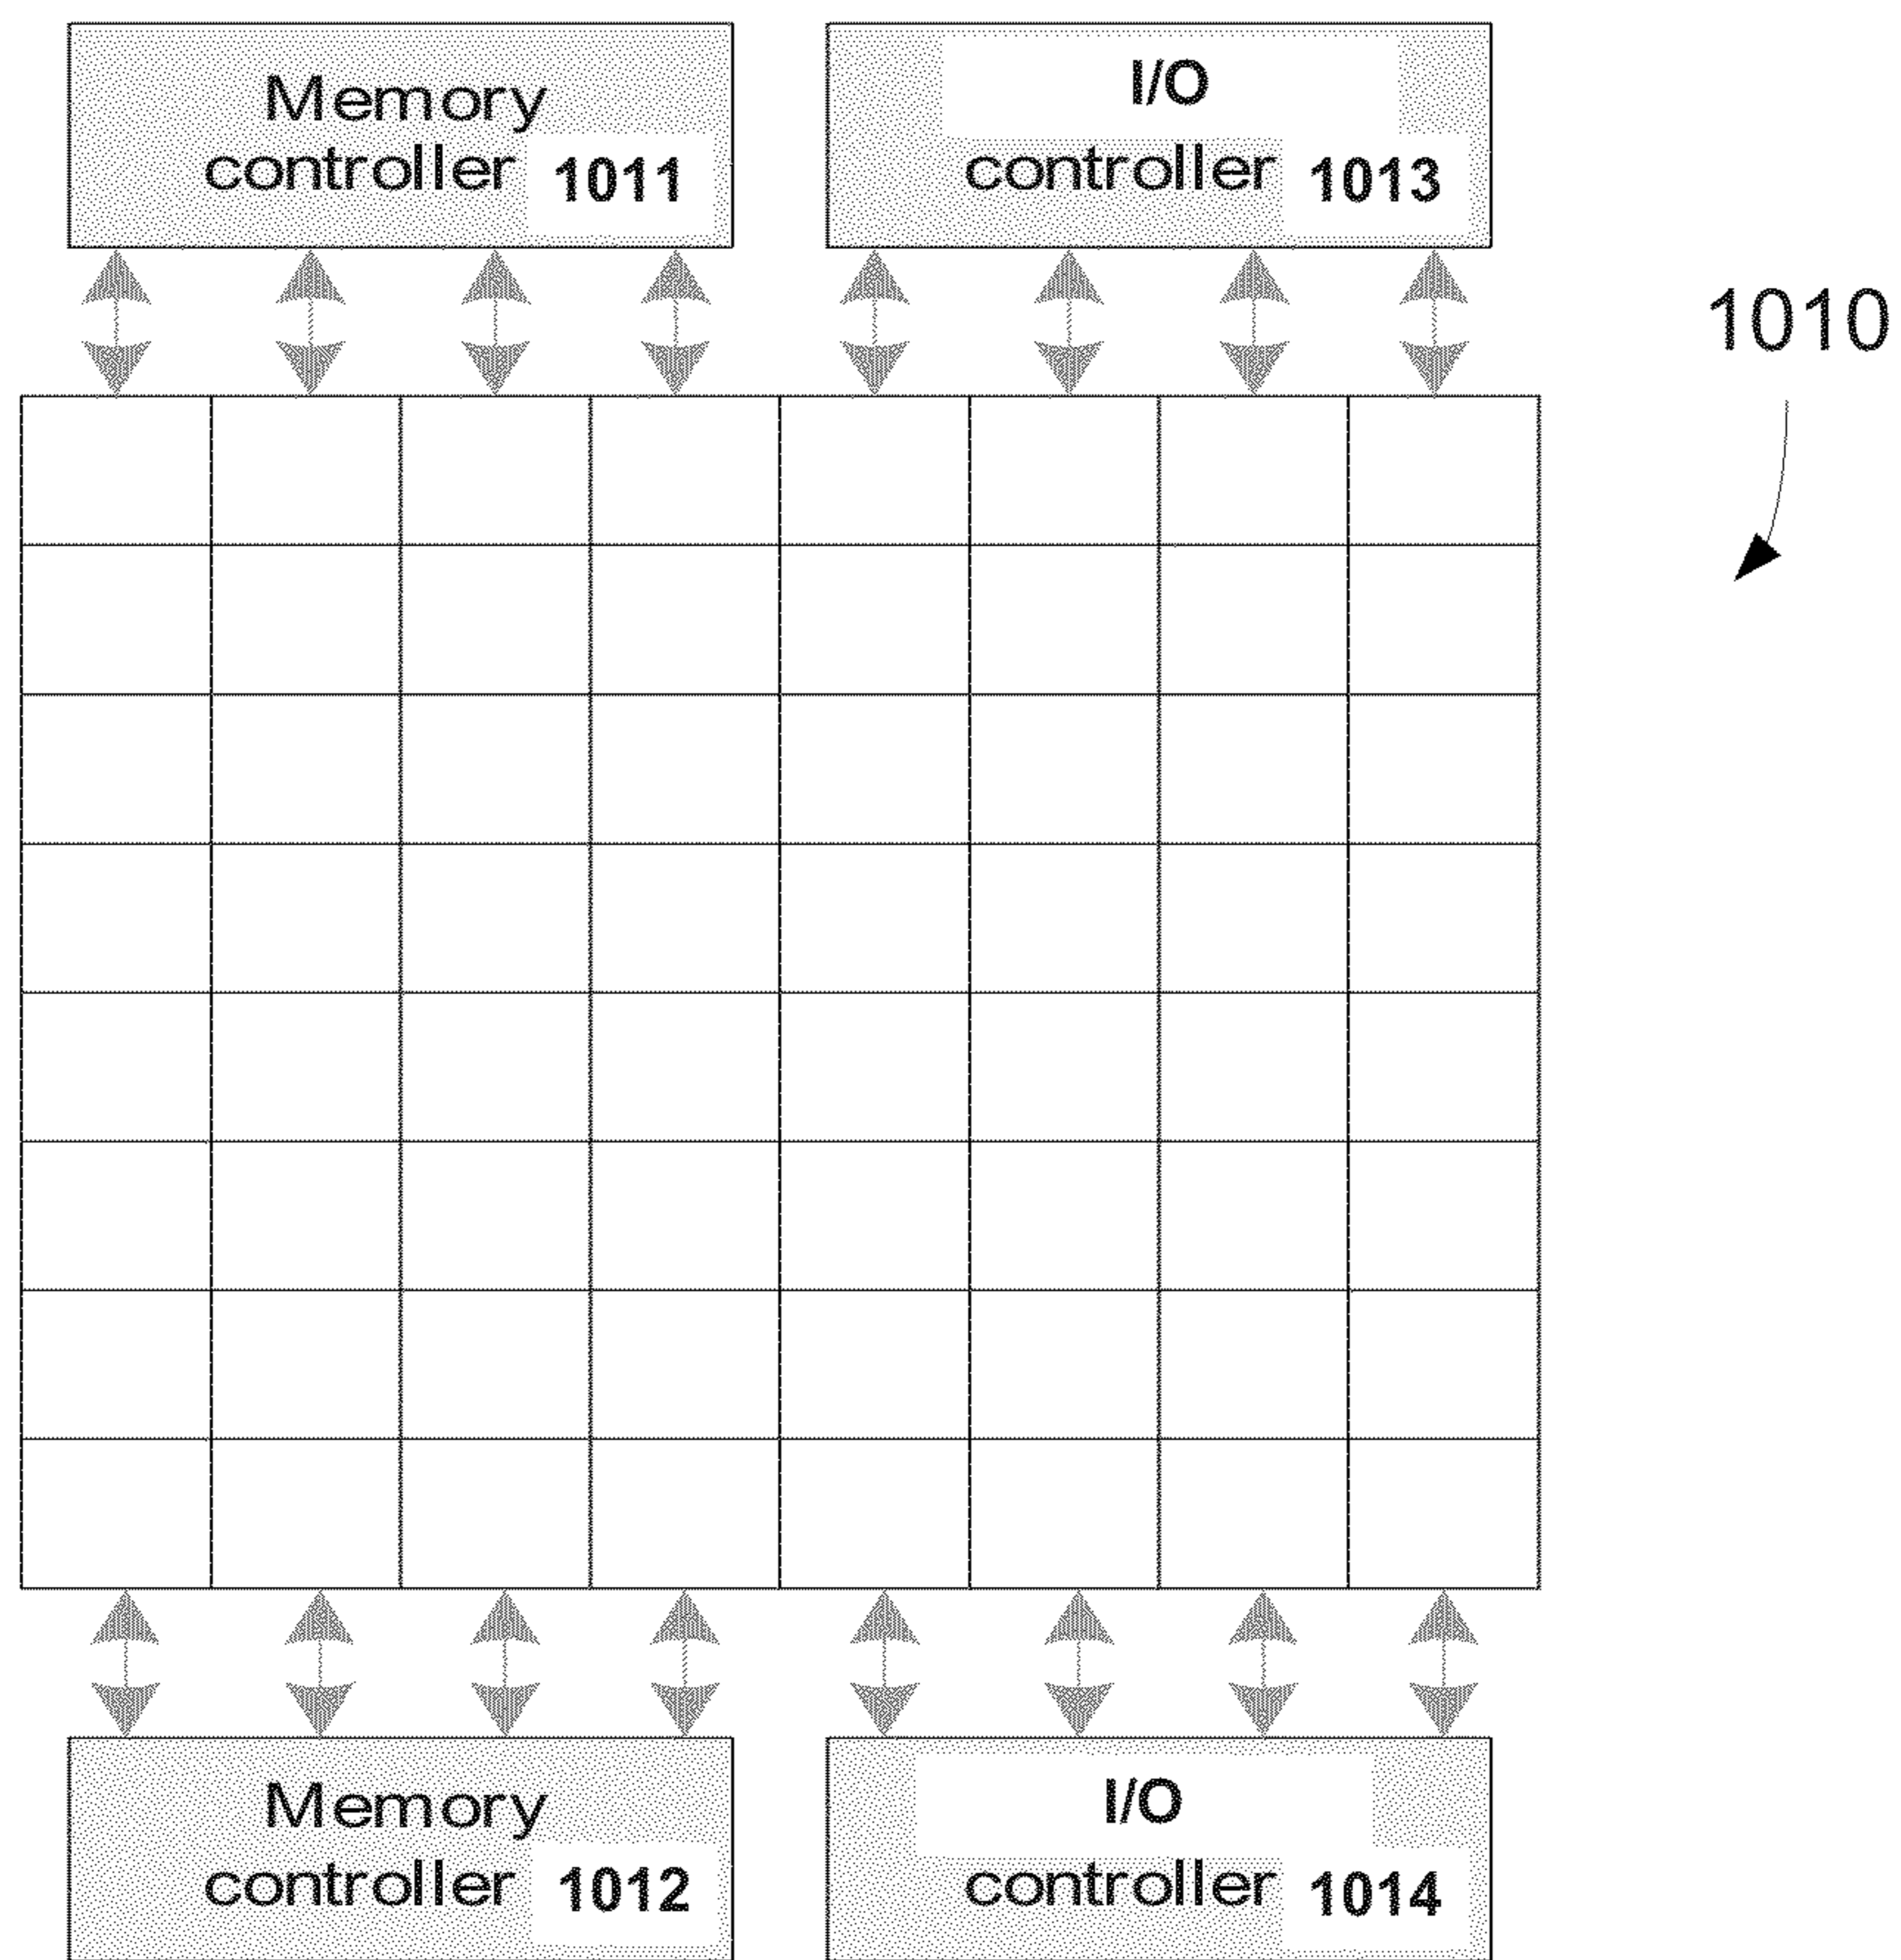 Memory
controller 1011
I/O
controller 1013
1010
Memory
controller 1012
I/O
controller 1014